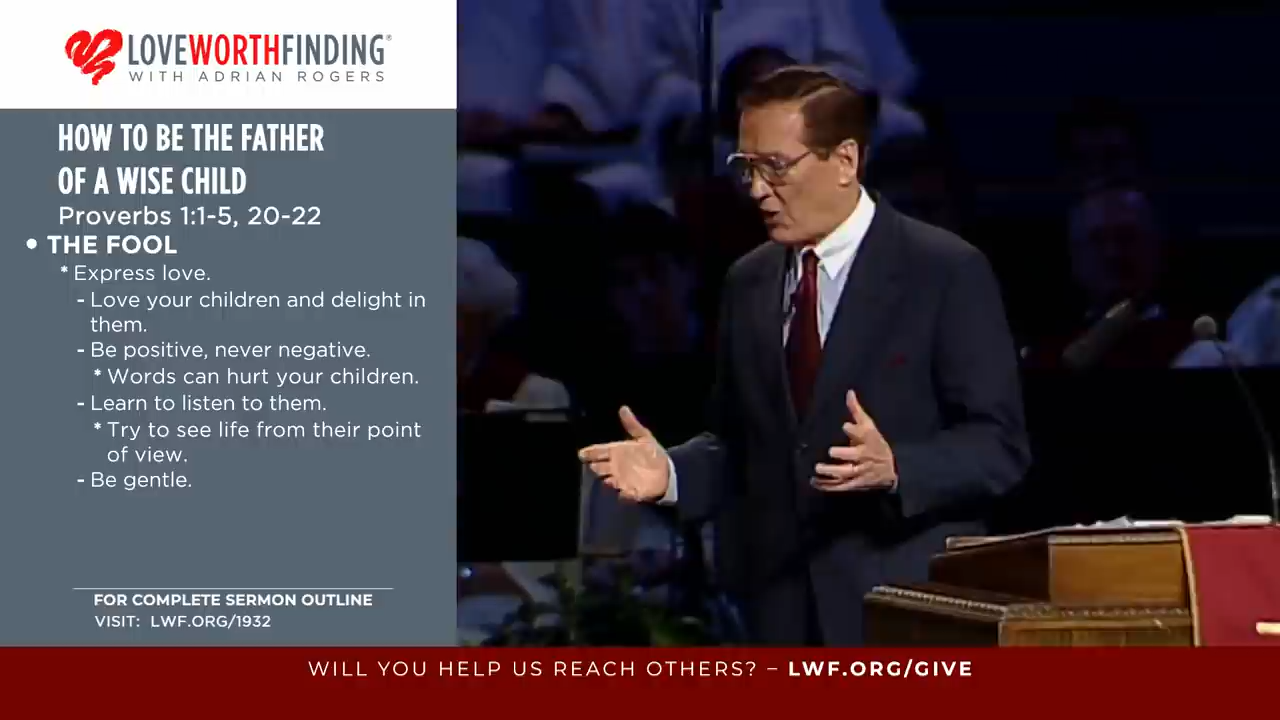 LOVEWORTHFINDING®
WITH ADRIAN ROGERS
HOW TO BE THE FATHER
OF A WISE CHILD
Proverbs 1:1-5, 20-22
• THE FOOL
* Express love.
- Love your children and delight in
them.
- Be positive, never negative.
* Words can hurt your children.
- Learn to listen to them.
* Try to see life from their point
of view.
- Be gentle.
FOR COMPLETE SERMON OUTLINE
VISIT: LWF.ORG/1932
WILL YOU HELP US REACH OTHERS? – LWF.ORG/GIVE